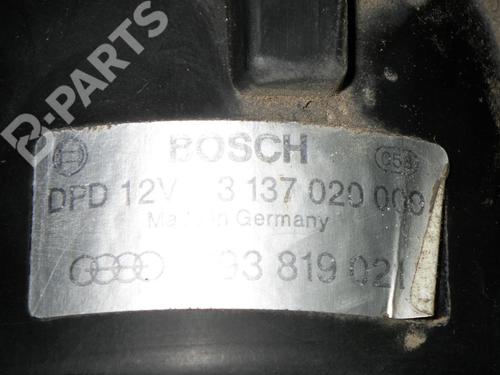 B-PARTS
BOSCH
DPD 12V 3 137 020 009
Made in Germany
93 819 021